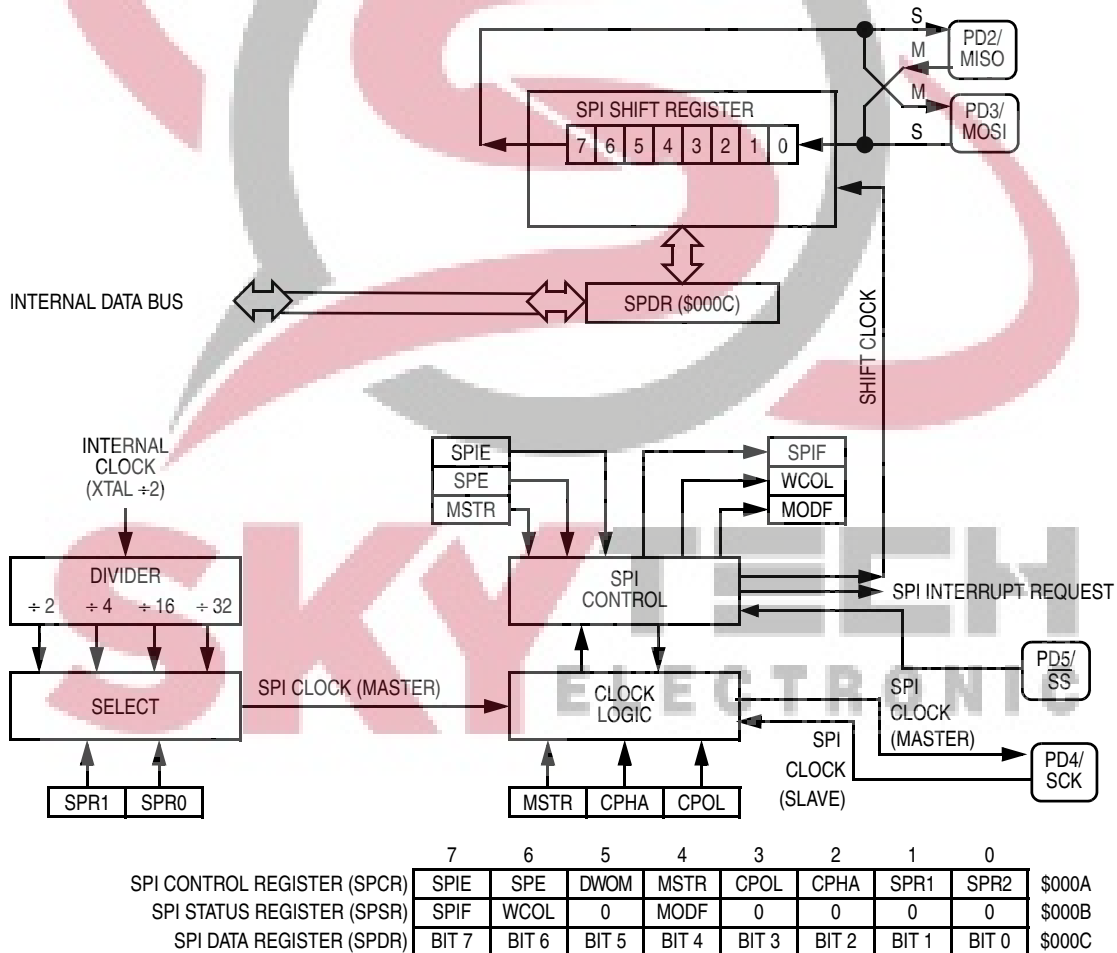 S
PD2/
MISO
M
M
PD3/
MOSI
S
SPI SHIFT REGISTER
7 6 5 4 3 2 1 0
INTERNAL DATA BUS
SPDR ($000C)
SHIFT CLOCK
INTERNAL
CLOCK
(XTAL ÷2)
SPIE
SPE
MSTR
SPIF
WCOL
MODF
DIVIDER
÷ 2 ÷ 4 ÷ 16 ÷ 32
SPI
CONTROL
SPI INTERRUPT REQUEST
PD5/
SS
SELECT
SPI CLOCK (MASTER)
CLOCK
LOGIC
SPI
CLOCK
(MASTER)
SPI
CLOCK
(SLAVE)
PD4/
SCK
SPR1 SPR0
MSTR CPHA CPOL
SKY TECH
ELECTRONIC
7 6 5 4 3 2 1 0
SPI CONTROL REGISTER (SPCR) SPIE SPE DWOM MSTR CPOL CPHA SPR1 SPR2 $000A
SPI STATUS REGISTER (SPSR) SPIF WCOL 0 MODF 0 0 0 0 $000B
SPI DATA REGISTER (SPDR) BIT 7 BIT 6 BIT 5 BIT 4 BIT 3 BIT 2 BIT 1 BIT 0 $000C